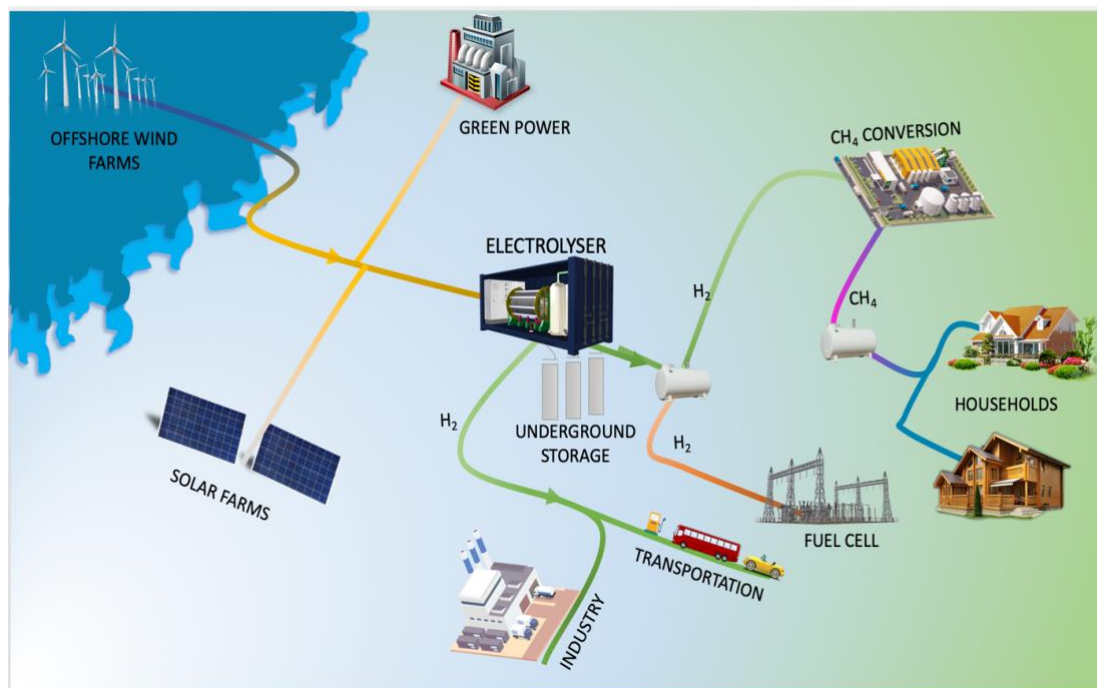 OFFSHORE WIND
FARMS
GREEN POWER
CH₄ CONVERSION
ELECTROLYSER
H₂
CH₄
H₂
UNDERGROUND
STORAGE
H₂
HOUSEHOLDS
SOLAR FARMS
FUEL CELL
TRANSPORTATION
INDUSTRY